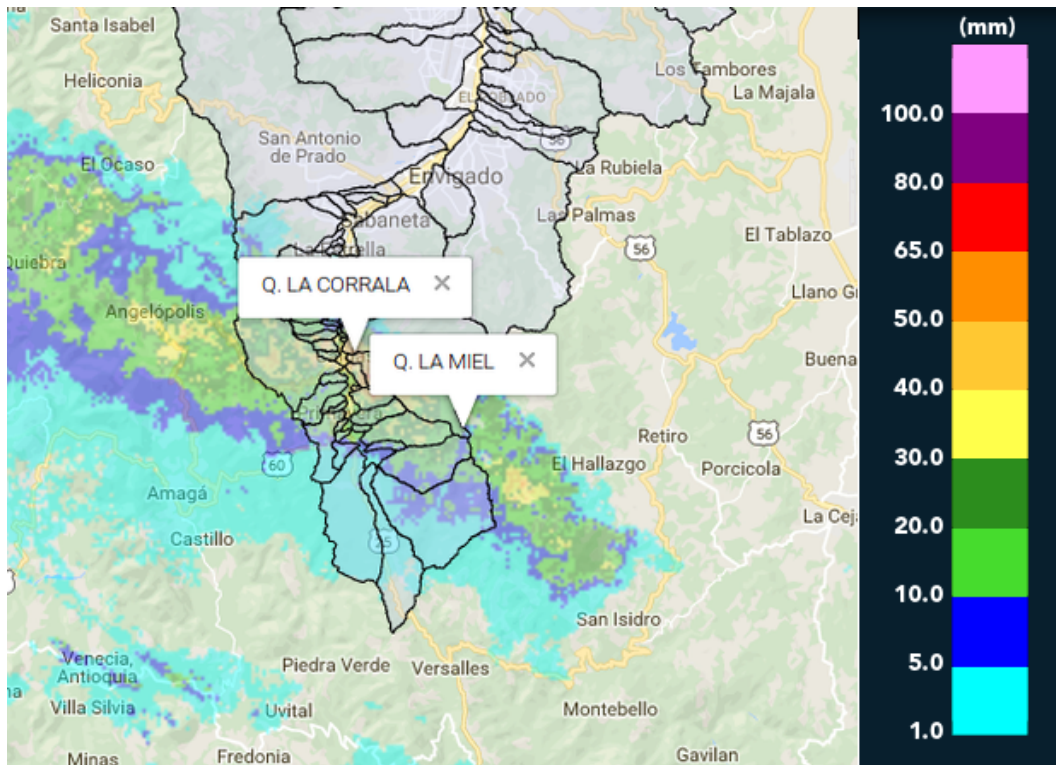 Santa Isabel
Heliconia
Los Tambores
La Majala
EL POBLADO
San Antonio
de Prado
56
El Ocaso
Envigado
La Rubiela
Las Palmas
Sabaneta
El Tablazo
56
La Estrella
Quiebra
Q. LA CORRALA ×
Llano Gr
Angelópolis
Q. LA MIEL ×
Buena
Primavera
Retiro
56
60
El Hallazgo
Porcicola
Amagá
La Ceja
Castillo
25
San Isidro
Venecia,
Antioquia
Piedra Verde
Versalles
na
Villa Silvia
Uvital
Montebello
Minas
Fredonia
Gavilan
(mm)
100.0
80.0
65.0
50.0
40.0
30.0
20.0
10.0
5.0
1.0